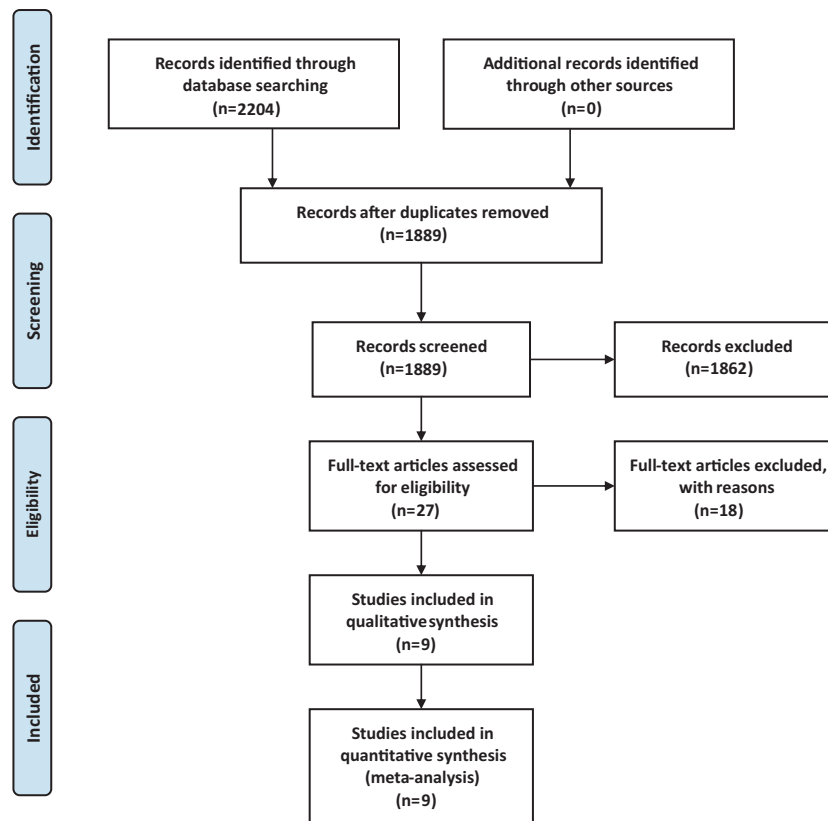 Identification
Records identified through
database searching
(n=2204)
Additional records identified
through other sources
(n=0)
Records after duplicates removed
(n=1889)
Screening
Records screened
(n=1889)
Records excluded
(n=1862)
Eligibility
Full-text articles assessed
for eligibility
(n=27)
Full-text articles excluded,
with reasons
(n=18)
Studies included in
qualitative synthesis
(n=9)
Included
Studies included in
quantitative synthesis
(meta-analysis)
(n=9)